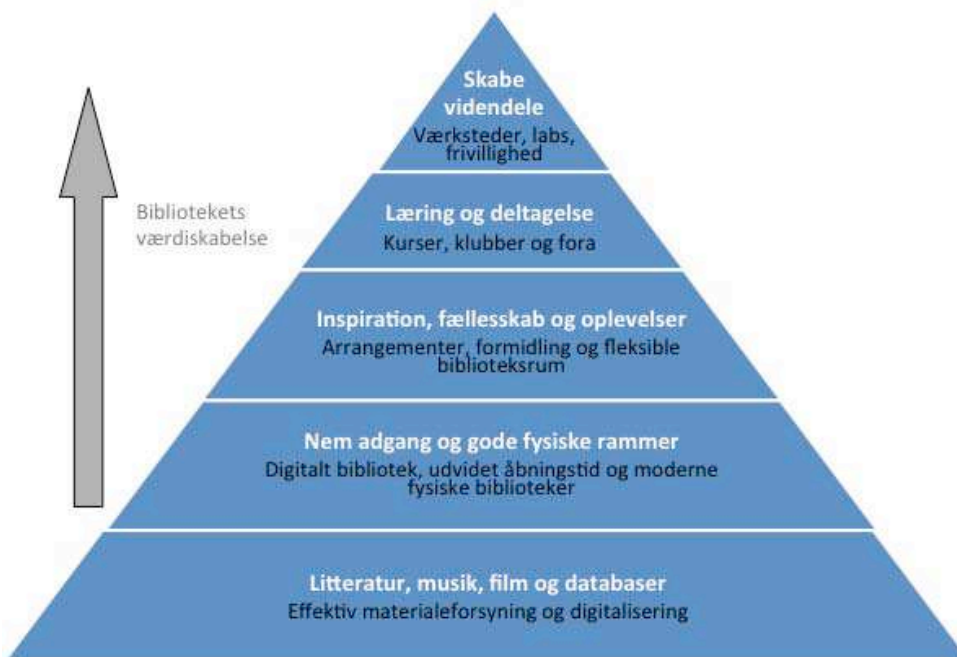 Skabe
videndele
Værksteder, labs,
frivillighed
Bibliotekets
værdiskabelse
Læring og deltagelse
Kurser, klubber og fora
Inspiration, fællesskab og oplevelser
Arrangementer, formidling og fleksible
biblioteksrum
Nem adgang og gode fysiske rammer
Digitalt bibliotek, udvidet åbningstid og moderne
fysiske biblioteker
Litteratur, musik, film og databaser
Effektiv materialeforsyning og digitalisering